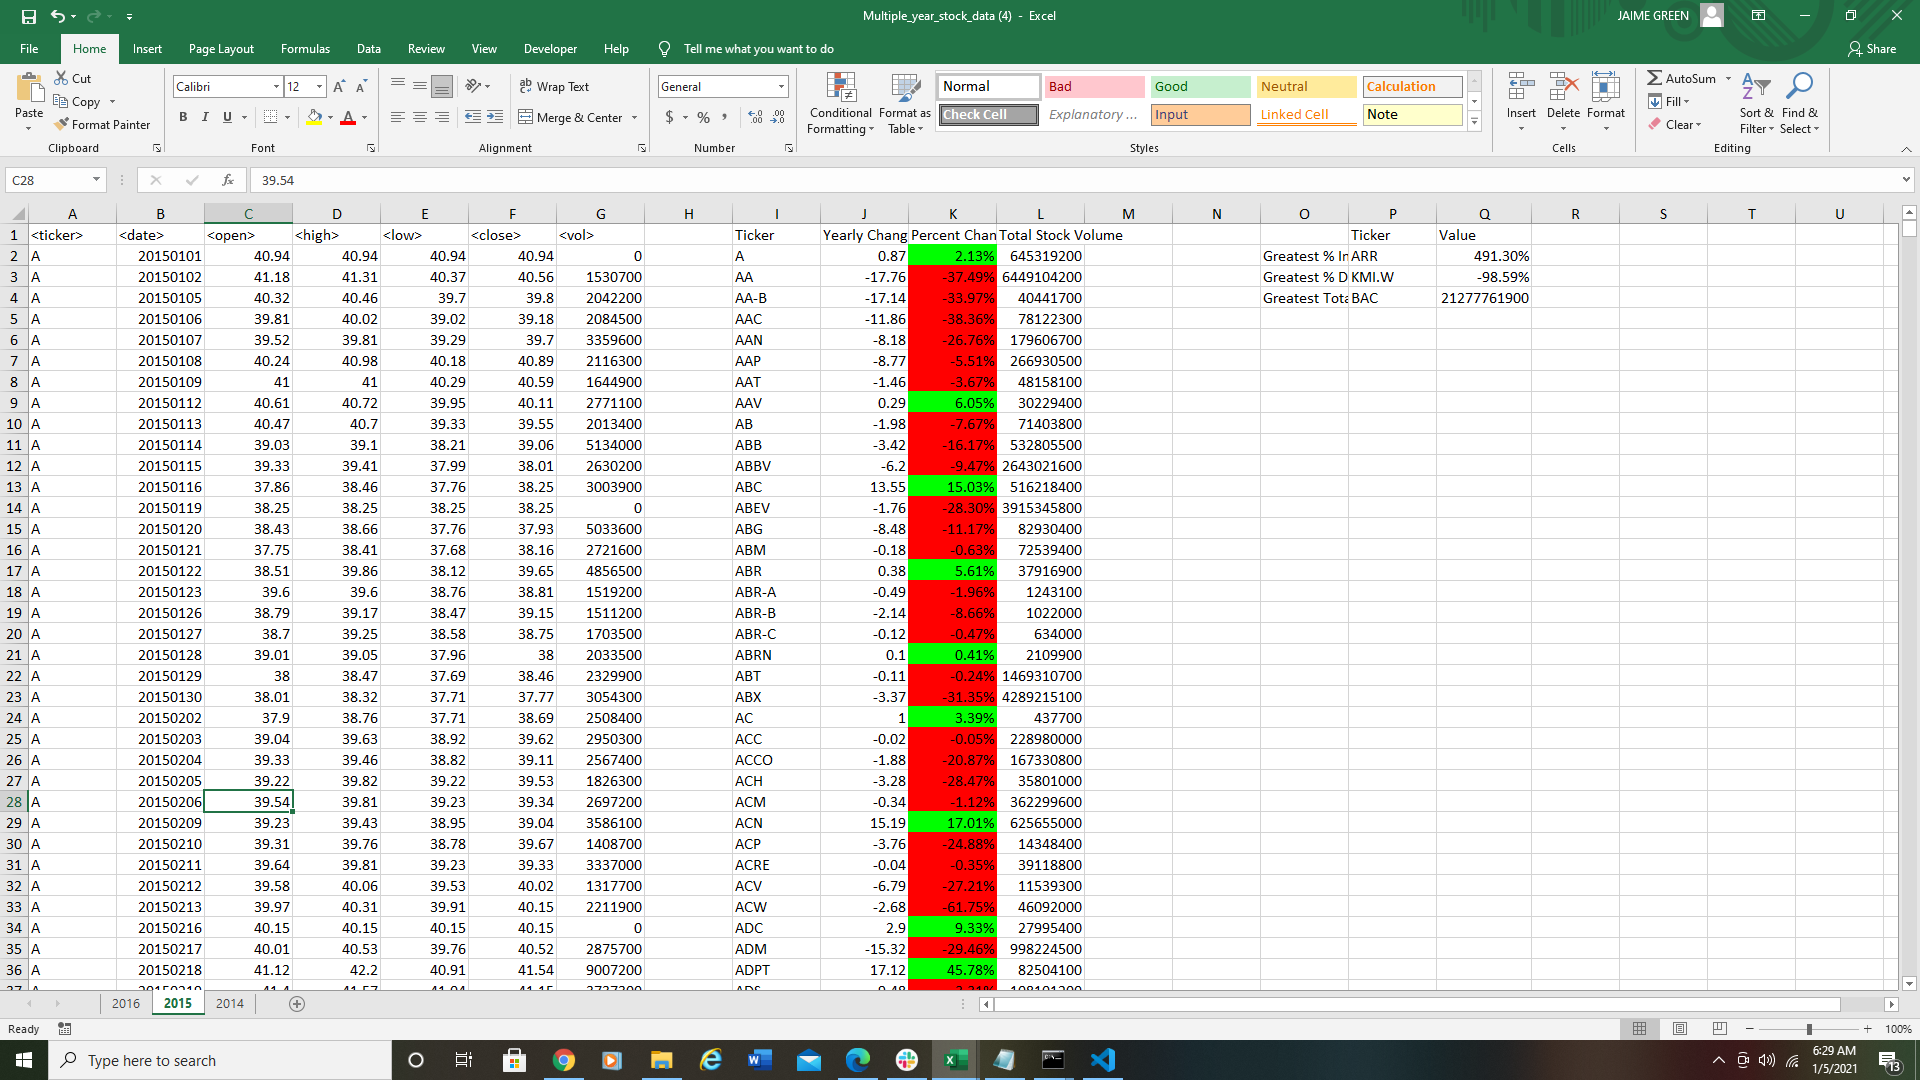 Multiple_year_stock_data (4) - Excel
JAIME GREEN
File Home Insert Page Layout Formulas Data Review View Developer Help Tell me what you want to do Share
Paste Cut Copy Format Painter Clipboard
Calibri 12 Font
Wrap Text Merge & Center Alignment
General Number
Conditional Formatting Format as Table Normal Bad Good Neutral Calculation
Check Cell Explanatory ... Input Linked Cell Note
Styles
Insert Delete Format Cells
AutoSum Fill Clear Sort & Filter Find & Select Editing
C28 fx 39.54
A B C D E F G H I J K L M N O P Q R S T U
1 <ticker> <date> <open> <high> <low> <close> <vol> Ticker Yearly Chang Percent Chan Total Stock Volume Ticker Value
2 A 20150101 40.94 40.94 40.94 40.94 0 A 0.87 2.13% 645319200 Greatest % In ARR 491.30%
3 A 20150102 41.18 41.31 40.37 40.56 1530700 AA -17.76 -37.49% 6449104200 Greatest % D KMI.W -98.59%
4 A 20150105 40.32 40.46 39.7 39.8 2042200 AA-B -17.14 -33.97% 40441700 Greatest Tota BAC 21277761900
5 A 20150106 39.81 40.02 39.02 39.18 2084500 AAC -11.86 -38.36% 78122300
6 A 20150107 39.52 39.81 39.29 39.7 3359600 AAN -8.18 -26.76% 179606700
7 A 20150108 40.24 40.98 40.18 40.89 2116300 AAP -8.77 -5.51% 266930500
8 A 20150109 41 41 40.29 40.59 1644900 AAT -1.46 -3.67% 48158100
9 A 20150112 40.61 40.72 39.95 40.11 2771100 AAV 0.29 6.05% 30229400
10 A 20150113 40.47 40.7 39.33 39.55 2013400 AB -1.98 -7.67% 71403800
11 A 20150114 39.03 39.1 38.21 39.06 5134000 ABB -3.42 -16.17% 532805500
12 A 20150115 39.33 39.41 37.99 38.01 2630200 ABBV -6.2 -9.47% 2643021600
13 A 20150116 37.86 38.46 37.76 38.25 3003900 ABC 13.55 15.03% 516218400
14 A 20150119 38.25 38.25 38.25 38.25 0 ABEV -1.76 -28.30% 3915345800
15 A 20150120 38.43 38.66 37.76 37.93 5033600 ABG -8.48 -11.17% 82930400
16 A 20150121 37.75 38.41 37.68 38.16 2721600 ABM -0.18 -0.63% 72539400
17 A 20150122 38.51 39.86 38.12 39.65 4856500 ABR 0.38 5.61% 37916900
18 A 20150123 39.6 39.6 38.76 38.81 1519200 ABR-A -0.49 -1.96% 1243100
19 A 20150126 38.79 39.17 38.47 39.15 1511200 ABR-B -2.14 -8.66% 1022000
20 A 20150127 38.7 39.25 38.58 38.75 1703500 ABR-C -0.12 -0.47% 634000
21 A 20150128 39.01 39.05 37.96 38 2033500 ABRN 0.1 0.41% 2109900
22 A 20150129 38 38.47 37.69 38.46 2329900 ABT -0.11 -0.24% 1469310700
23 A 20150130 38.01 38.32 37.71 37.77 3054300 ABX -3.37 -31.35% 4289215100
24 A 20150202 37.9 38.76 37.71 38.69 2508400 AC 1 3.39% 437700
25 A 20150203 39.04 39.63 38.92 39.62 2950300 ACC -0.02 -0.05% 228980000
26 A 20150204 39.33 39.46 38.82 39.11 2567400 ACCO -1.88 -20.87% 167330800
27 A 20150205 39.22 39.82 39.22 39.53 1826300 ACH -3.28 -28.47% 35801000
28 A 20150206 39.54 39.81 39.23 39.34 2697200 ACM -0.34 -1.12% 362299600
29 A 20150209 39.23 39.43 38.95 39.04 3586100 ACN 15.19 17.01% 625655000
30 A 20150210 39.31 39.76 38.78 39.67 1408700 ACP -3.76 -24.88% 14348400
31 A 20150211 39.64 39.81 39.23 39.33 3337000 ACRE -0.04 -0.35% 39118800
32 A 20150212 39.58 40.06 39.53 40.02 1317700 ACV -6.79 -27.21% 11539300
33 A 20150213 39.97 40.31 39.91 40.15 2211900 ACW -2.68 -61.75% 46092000
34 A 20150216 40.15 40.15 40.15 40.15 0 ADC 2.9 9.33% 27995400
35 A 20150217 40.01 40.53 39.76 40.52 2875700 ADM -15.32 -29.46% 998224500
36 A 20150218 41.12 42.2 40.91 41.54 9007200 ADPT 17.12 45.78% 82504100
2016 2015 2014
Ready 100%
Type here to search
6:29 AM
1/5/2021
13